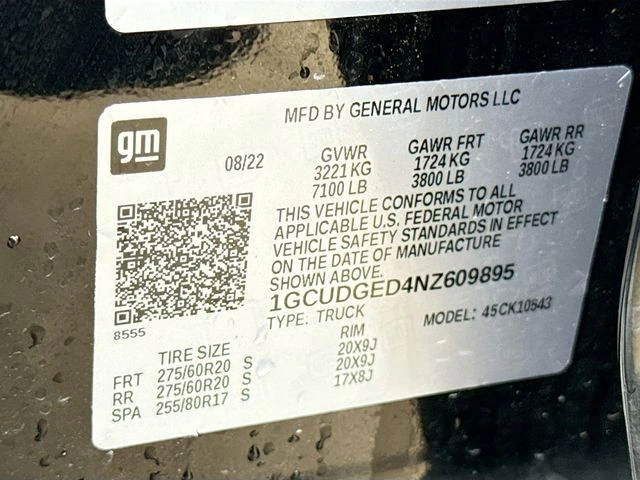 MFD BY GENERAL MOTORS LLC
gm
08/22
GVWR GAWR FRT GAWR RR
3221 KG 1724 KG 1724 KG
7100 LB 3800 LB 3800 LB
THIS VEHICLE CONFORMS TO ALL
APPLICABLE U.S. FEDERAL MOTOR
VEHICLE SAFETY STANDARDS IN EFFECT
ON THE DATE OF MANUFACTURE
SHOWN ABOVE.
1GCUDGED4NZ609895
8555
TYPE: TRUCK MODEL: 45CK10543
TIRE SIZE RIM
FRT 275/60R20 S 20X9J
RR 275/60R20 S 20X9J
SPA 255/80R17 S 17X8J